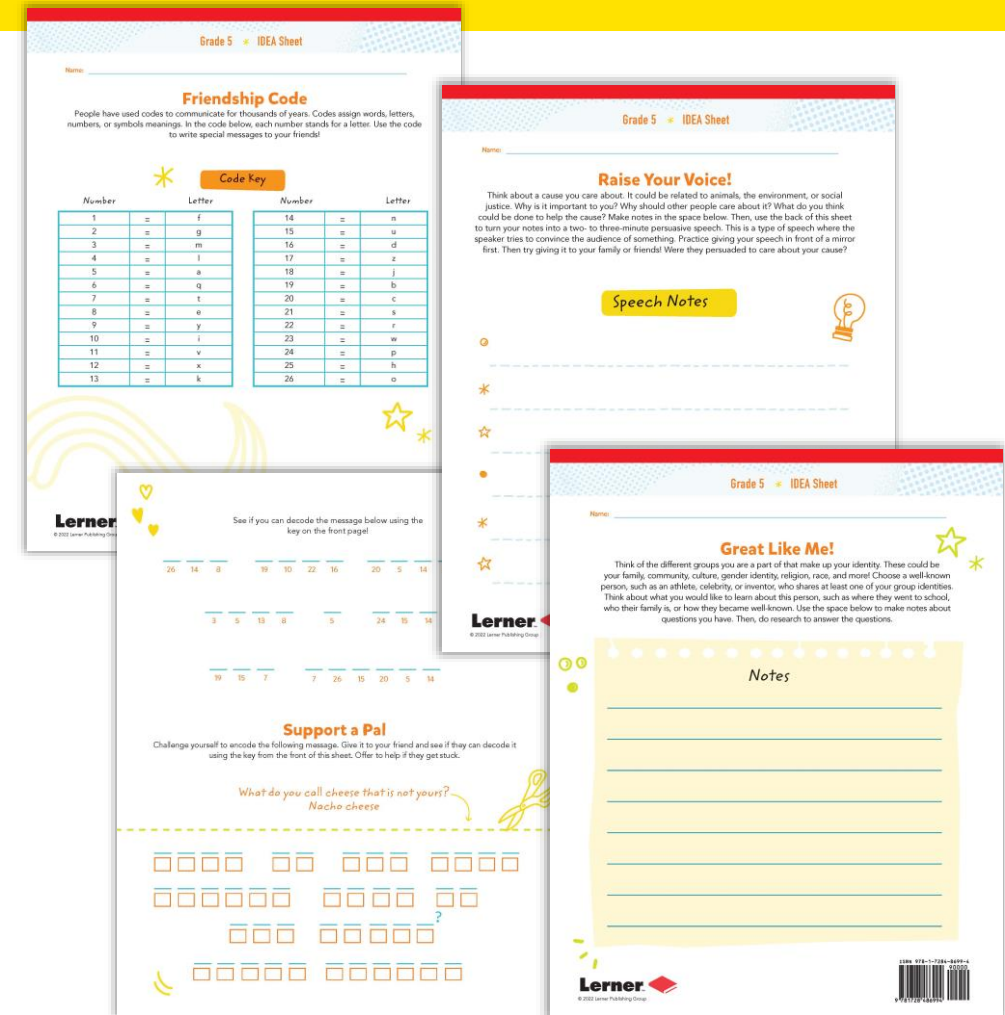 Grade 5 IDEA Sheet
Name:
Friendship Code
People have used codes to communicate for thousands of years. Codes assign words, letters,
numbers, or symbols meanings. In the code below, each number stands for a letter. Use the code
to write special messages to your friends!
Code Key
Number Letter Number Letter
1 = f 14 = n
2 = g 15 = u
3 = m 16 = d
4 = l 17 = z
5 = a 18 = j
6 = q 19 = b
7 = t 20 = c
8 = e 21 = s
9 = y 22 = r
10 = i 23 = w
11 = v 24 = p
12 = x 25 = h
13 = k 26 = o
Lerner
© 2022 Lerner Publishing Group
Grade 5 IDEA Sheet
Name:
Raise Your Voice!
Think about a cause you care about. It could be related to animals, the environment, or social
justice. Why is it important to you? Why should other people care about it? What do you think
could be done to help the cause? Make notes in the space below. Then, use the back of this sheet
to turn your notes into a two- to three-minute persuasive speech. This is a type of speech where the
speaker tries to convince the audience of something. Practice giving your speech in front of a mirror
first. Then try giving it to your family or friends! Were they persuaded to care about your cause?
Speech Notes
Lerner
© 2022 Lerner Publishing Group
See if you can decode the message below using the
key on the front page!
26 14 8 19 10 22 16 20 5 14
3 5 13 8 5 24 15 14
19 15 7 7 26 15 20 5 14
Support a Pal
Challenge yourself to encode the following message. Give it to your friend and see if they can decode it
using the key from the front of this sheet. Offer to help if they get stuck.
What do you call cheese that is not yours?
Nacho cheese
?
Grade 5 IDEA Sheet
Name:
Great Like Me!
Think of the different groups you are a part of that make up your identity. These could be
your family, community, culture, gender identity, religion, race, and more! Choose a well-known
person, such as an athlete, celebrity, or inventor, who shares at least one of your group identities.
Think about what you would like to learn about this person, such as where they went to school,
who their family is, or how they became well-known. Use the space below to make notes about
questions you have. Then, do research to answer the questions.
Notes
Lerner
© 2022 Lerner Publishing Group
ISBN 978-1-7284-8699-4
90000
9 781728 486994